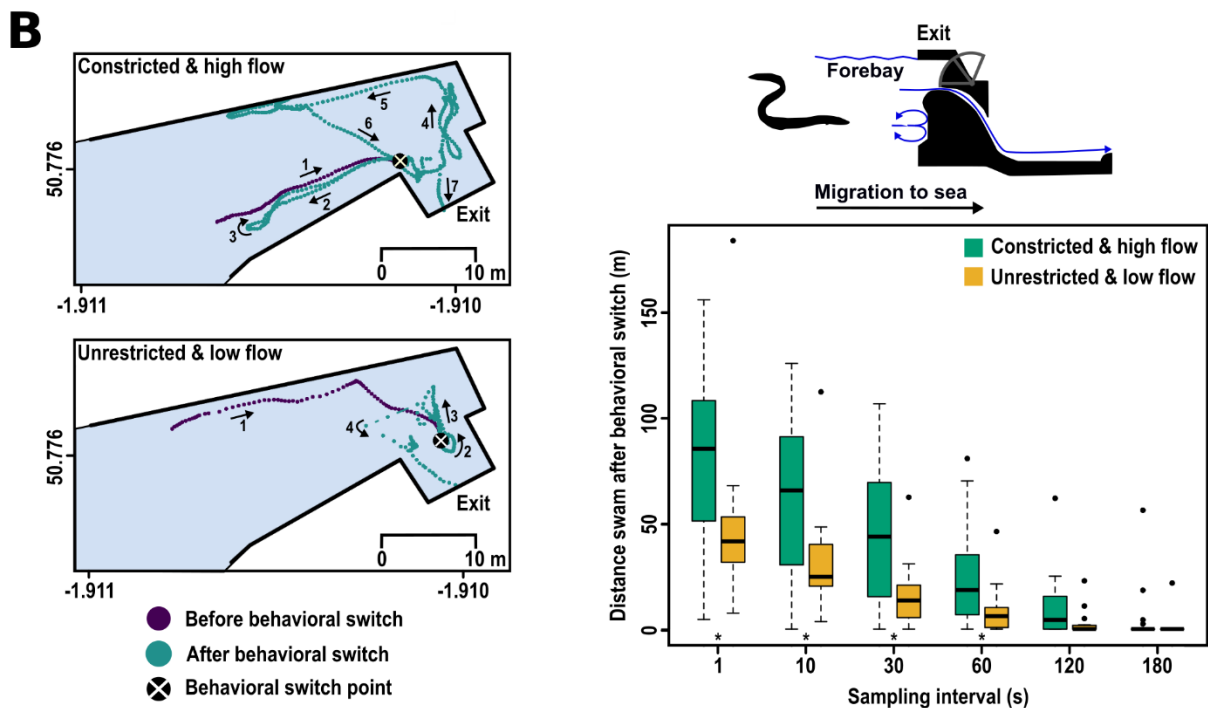 B
Constricted & high flow
5
6
4
1
2
3
7
Exit
50.776
0 10 m
-1.911 -1.910
Unrestricted & low flow
1
3
4
2
50.776
Exit
0 10 m
-1.911 -1.910
Before behavioral switch
After behavioral switch
Behavioral switch point
Exit
Forebay
Migration to sea
Constricted & high flow
Unrestricted & low flow
Distance swam after behavioral switch (m)
150
100
50
0
* * * *
1 10 30 60 120 180
Sampling interval (s)